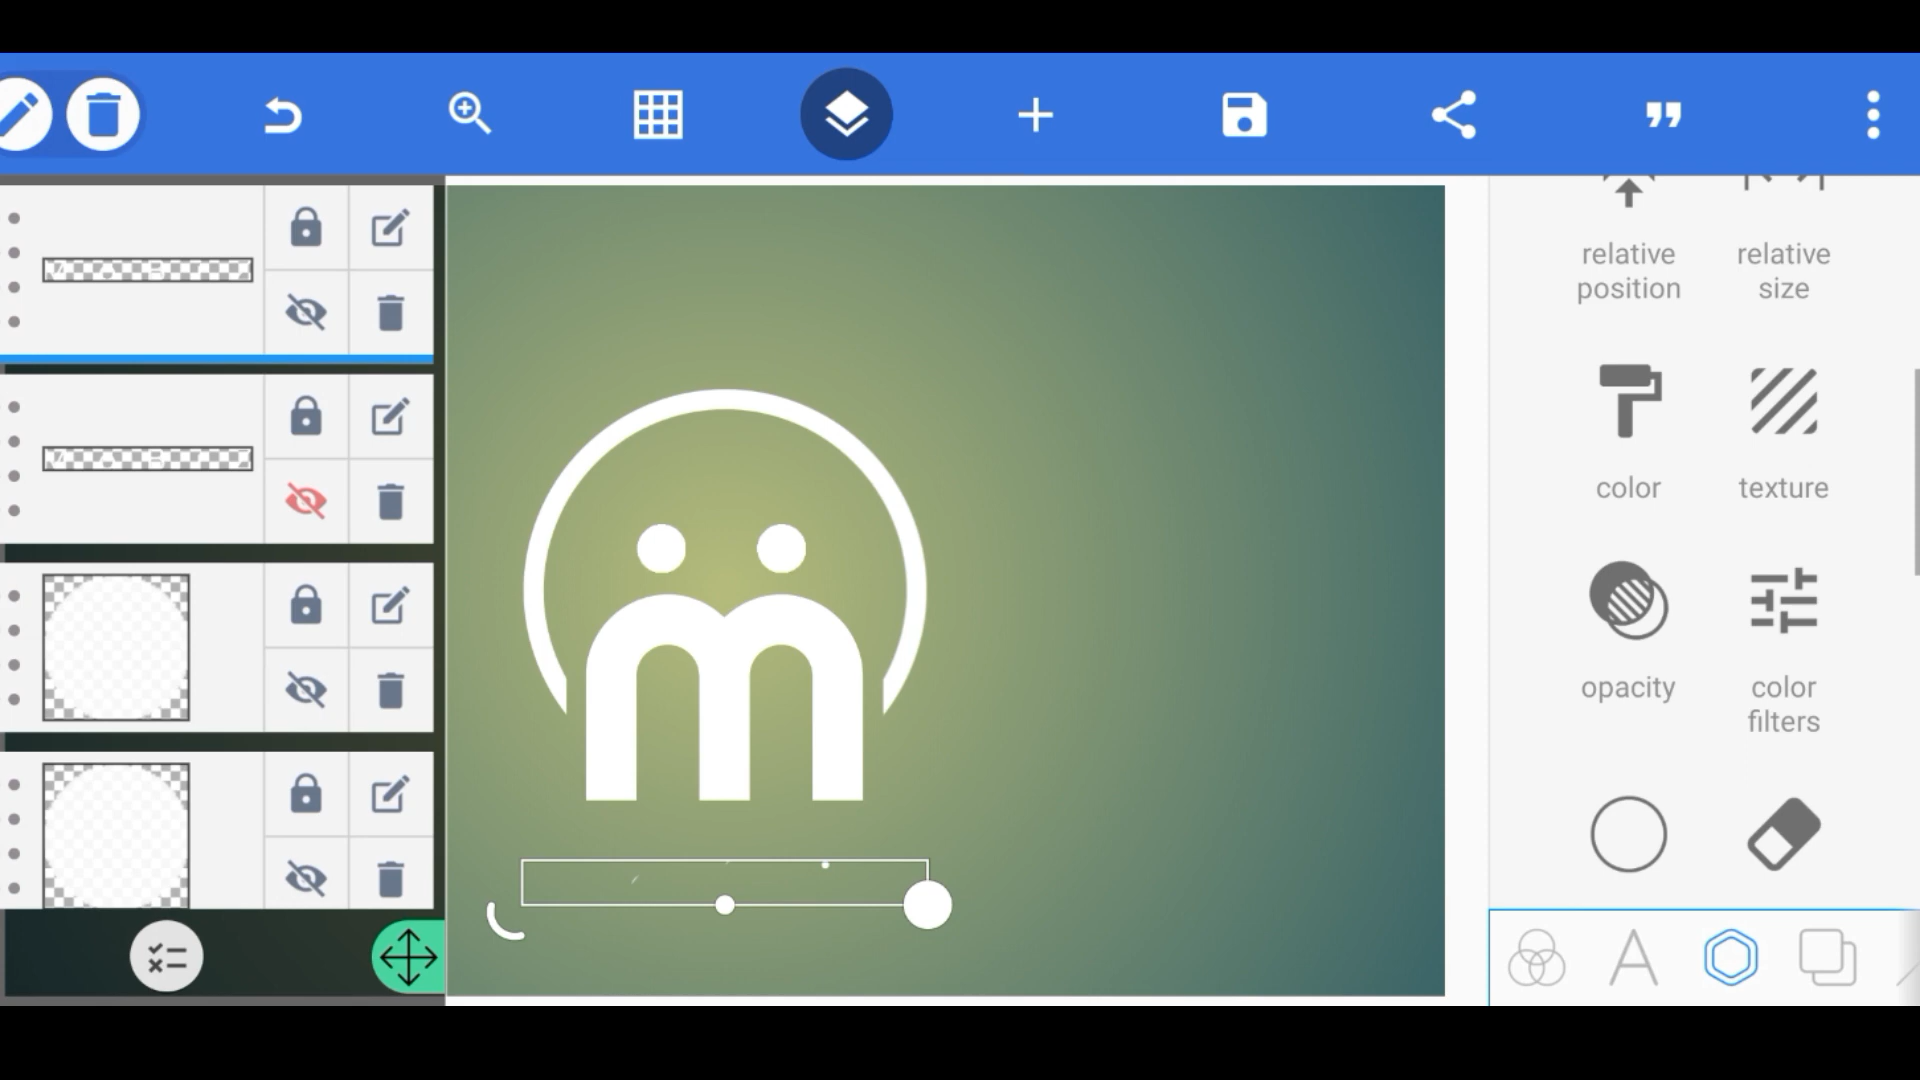 relative
position
relative
size
color
texture
opacity
color
filters
m
A